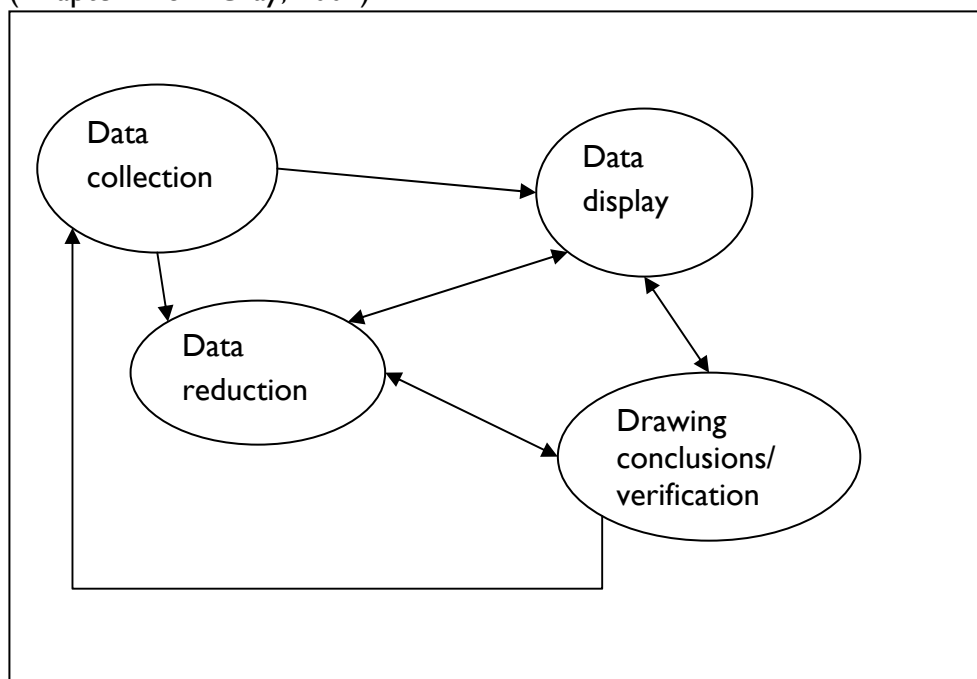 Data
collection
Data
display
Data
reduction
Drawing
conclusions/
verification